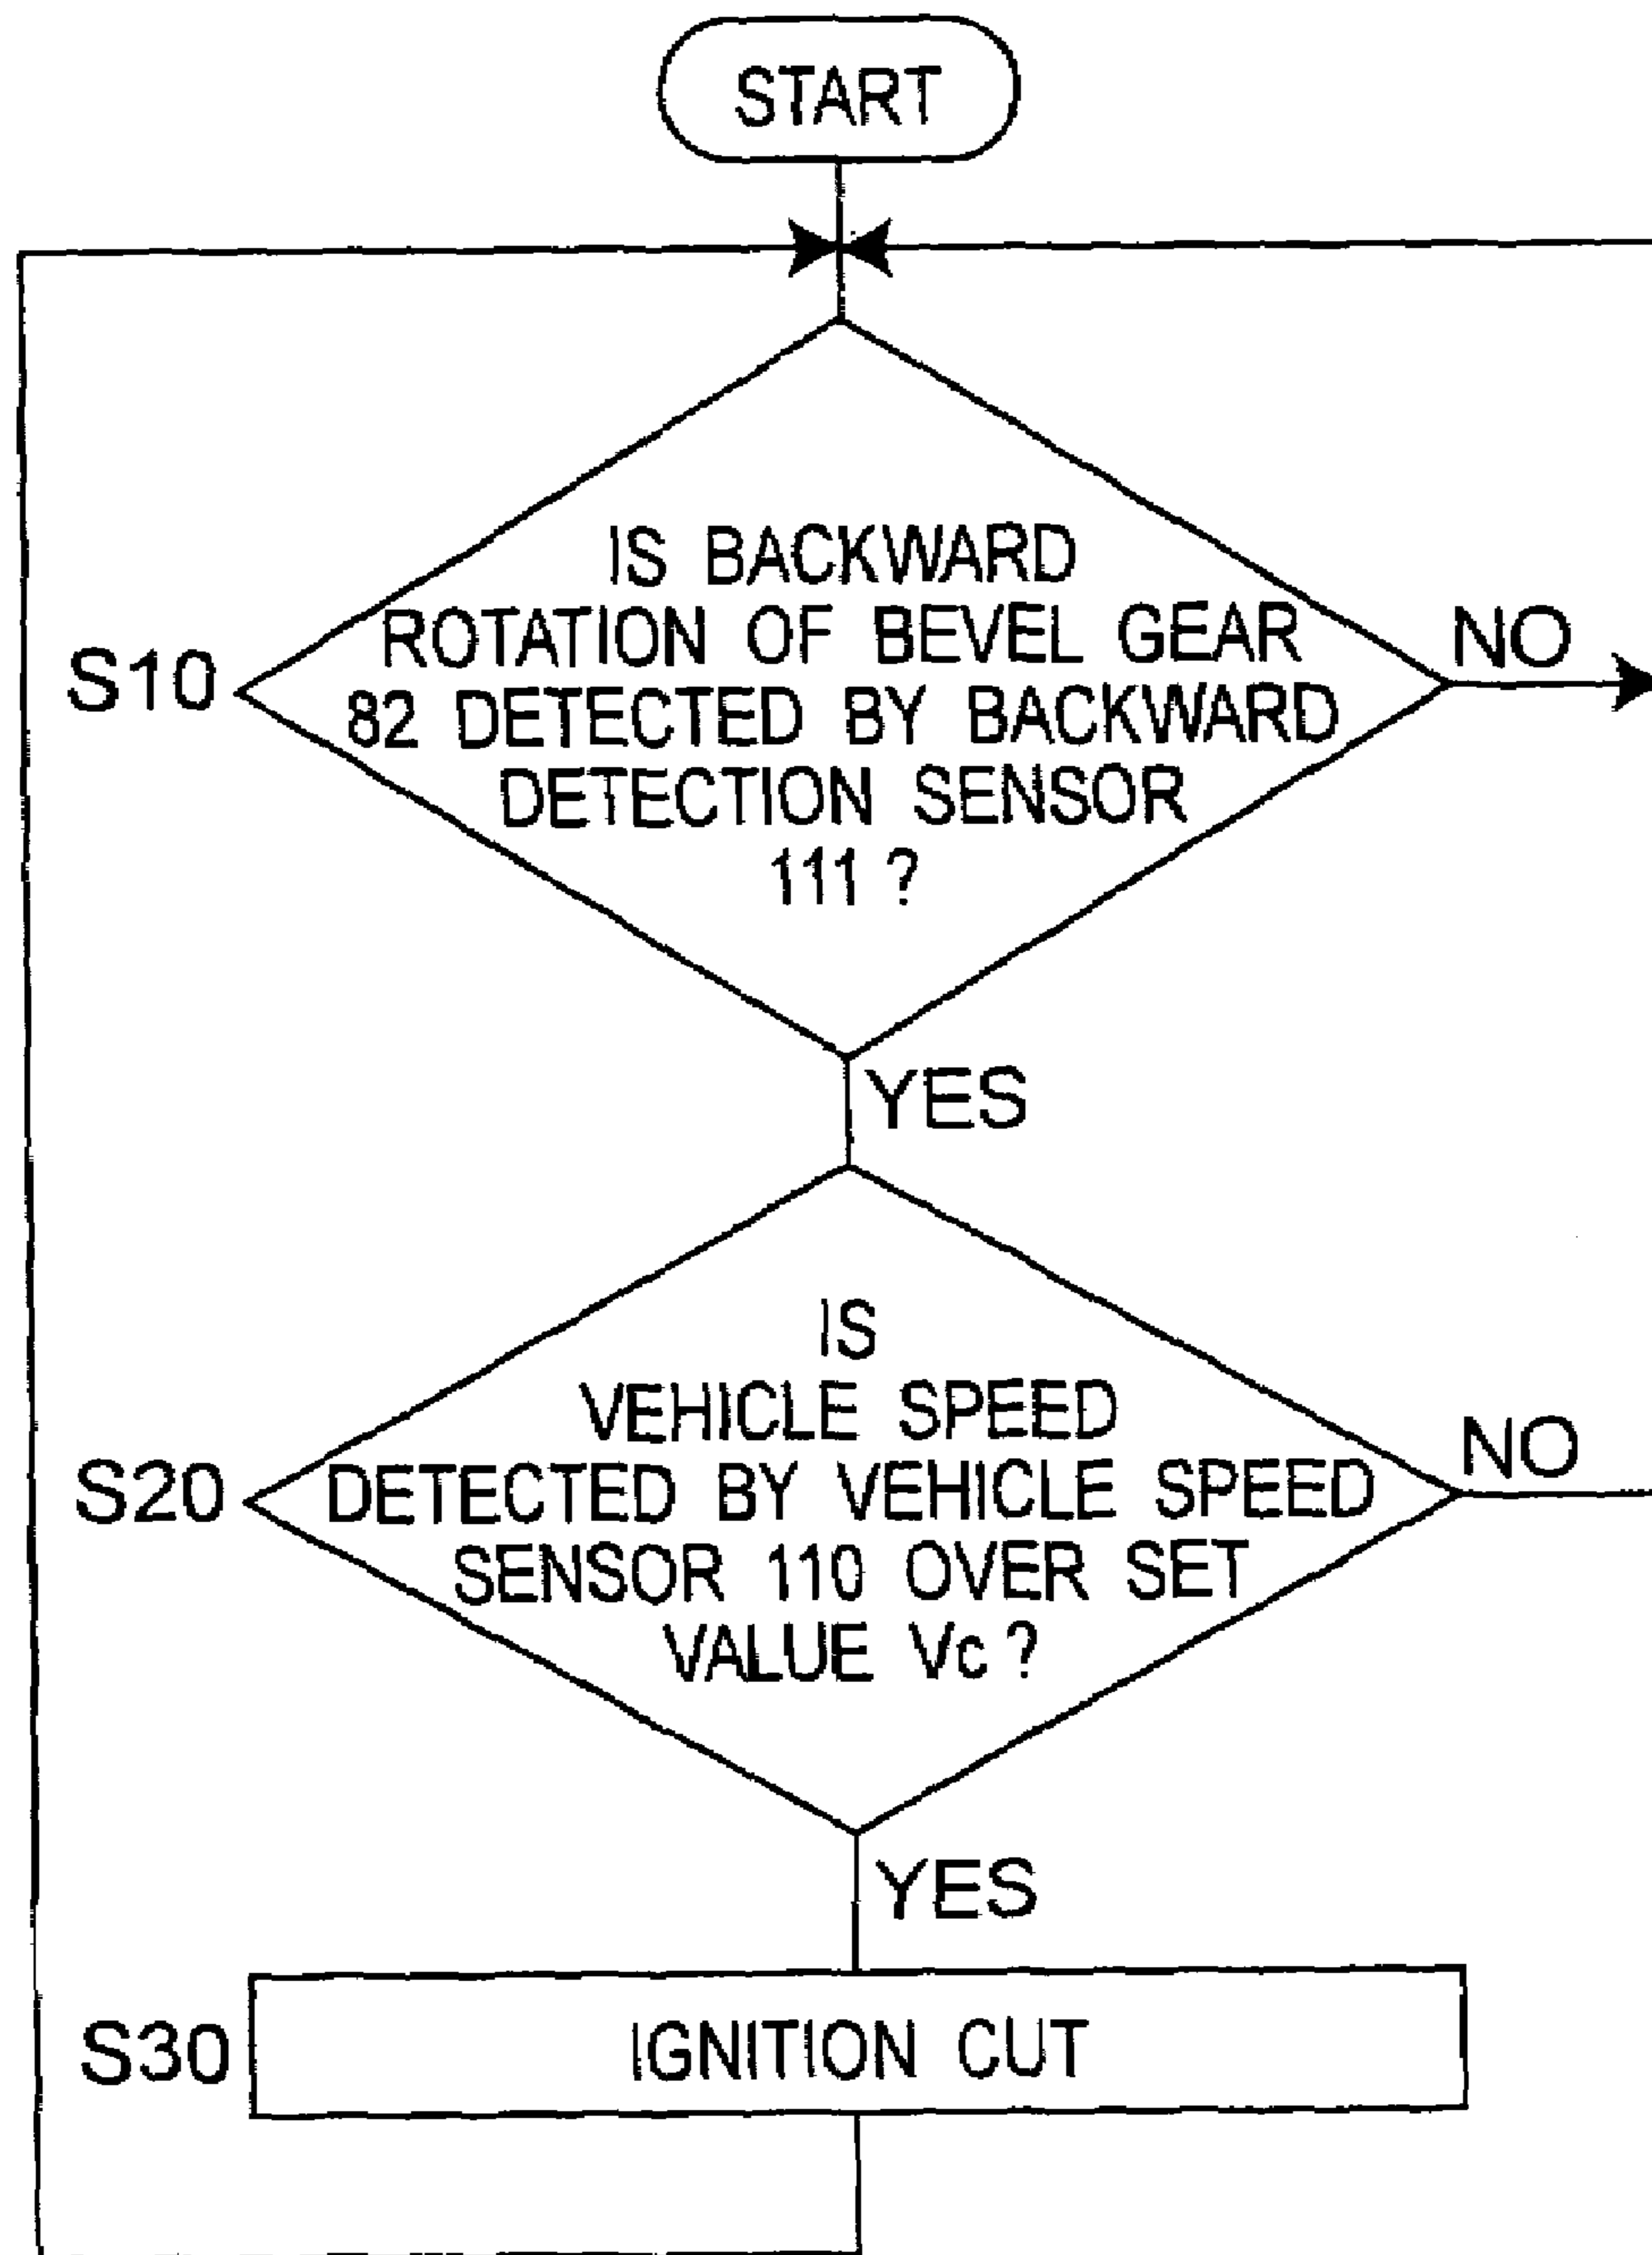 START
IS BACKWARD
ROTATION OF BEVEL GEAR
82 DETECTED BY BACKWARD
DETECTION SENSOR
111 ?
S10
NO
YES
IS
VEHICLE SPEED
DETECTED BY VEHICLE SPEED
SENSOR 110 OVER SET
VALUE Vc ?
S20
NO
YES
S30
IGNITION CUT